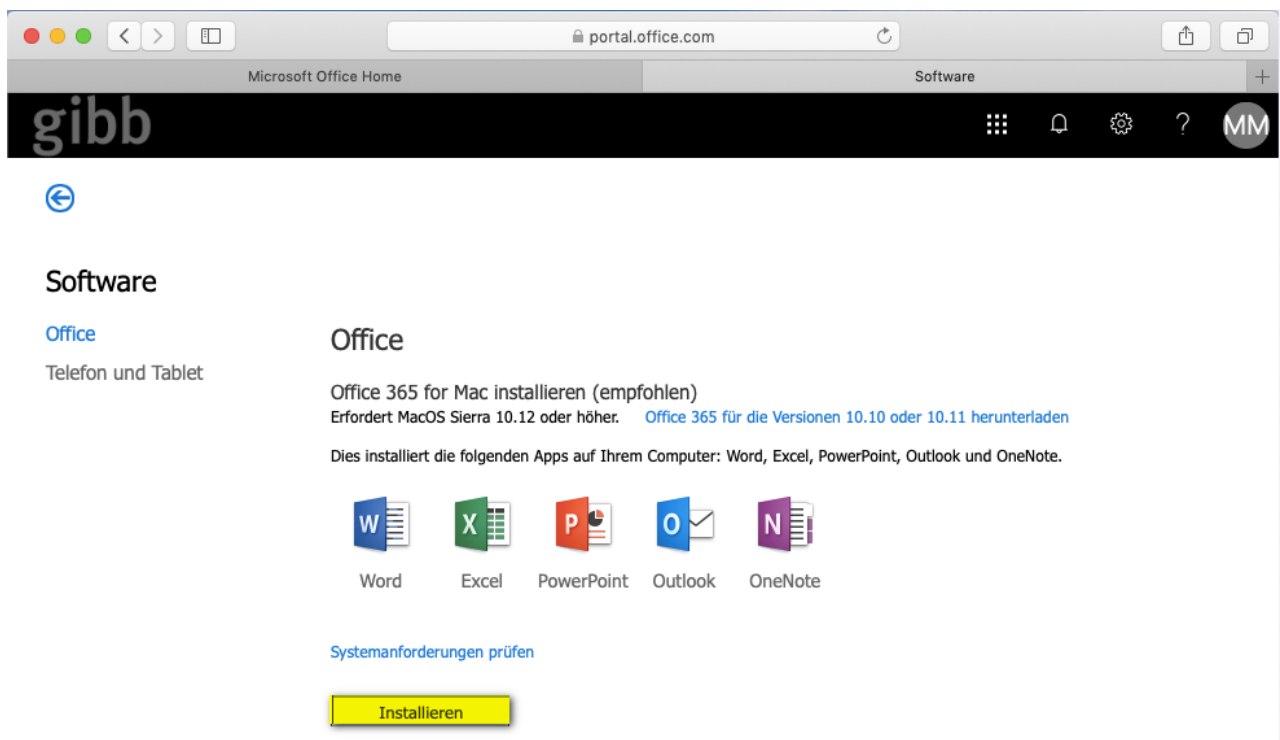 portal.office.com
Microsoft Office Home
Software
gibb
MM
Software
Office
Telefon und Tablet
Office
Office 365 for Mac installieren (empfohlen)
Erfordert MacOS Sierra 10.12 oder höher. Office 365 für die Versionen 10.10 oder 10.11 herunterladen
Dies installiert die folgenden Apps auf Ihrem Computer: Word, Excel, PowerPoint, Outlook und OneNote.
W X P O N
Word Excel PowerPoint Outlook OneNote
Systemanforderungen prüfen
Installieren